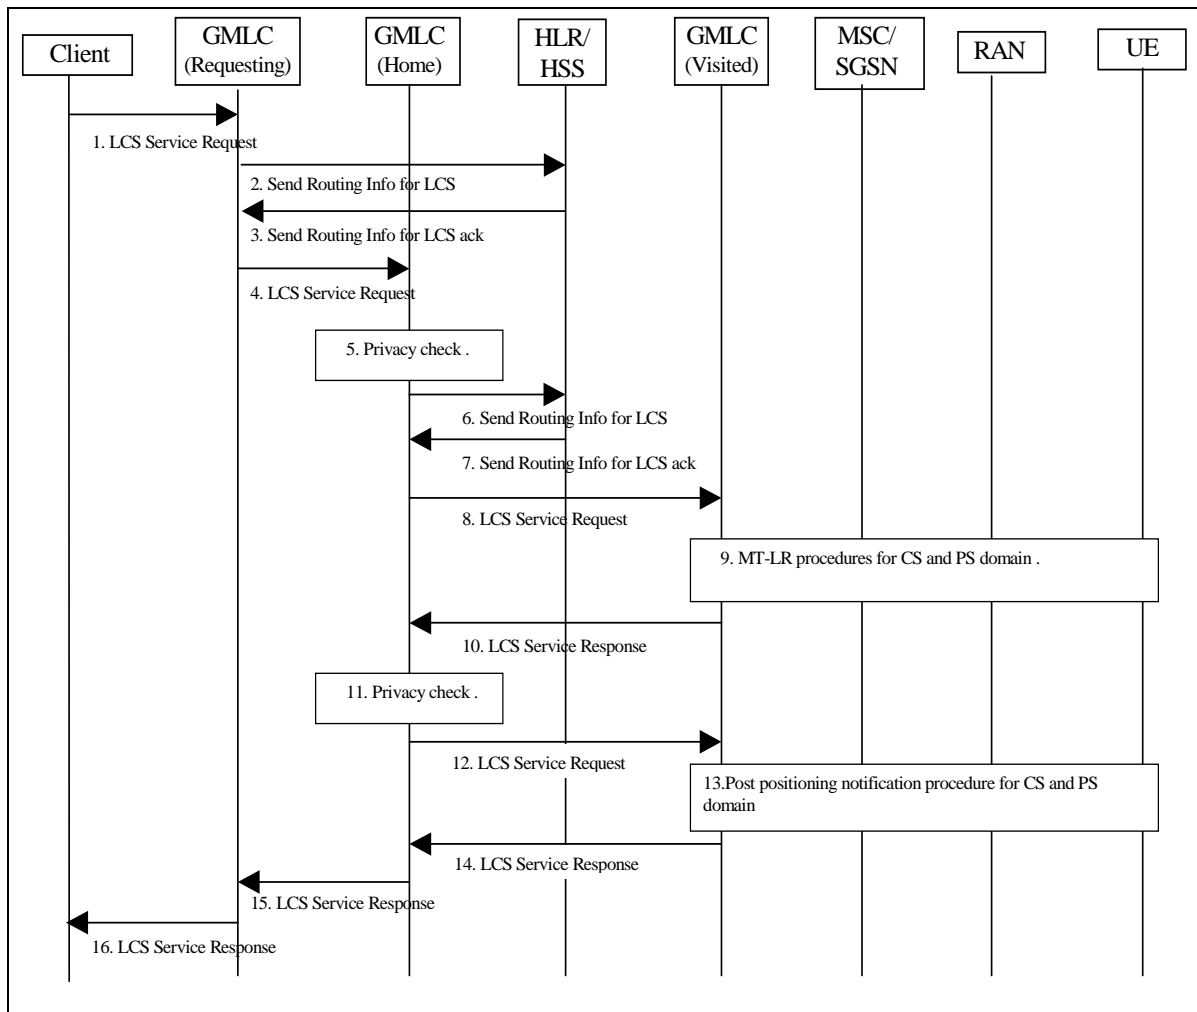 Client
GMLC
(Requesting)
GMLC
(Home)
HLR/
HSS
GMLC
(Visited)
MSC/
SGSN
RAN
UE
1. LCS Service Request
2. Send Routing Info for LCS
3. Send Routing Info for LCS ack
4. LCS Service Request
5. Privacy check .
6. Send Routing Info for LCS
7. Send Routing Info for LCS ack
8. LCS Service Request
9. MT-LR procedures for CS and PS domain .
10. LCS Service Response
11. Privacy check .
12. LCS Service Request
13.Post positioning notification procedure for CS and PS
domain
14. LCS Service Response
15. LCS Service Response
16. LCS Service Response